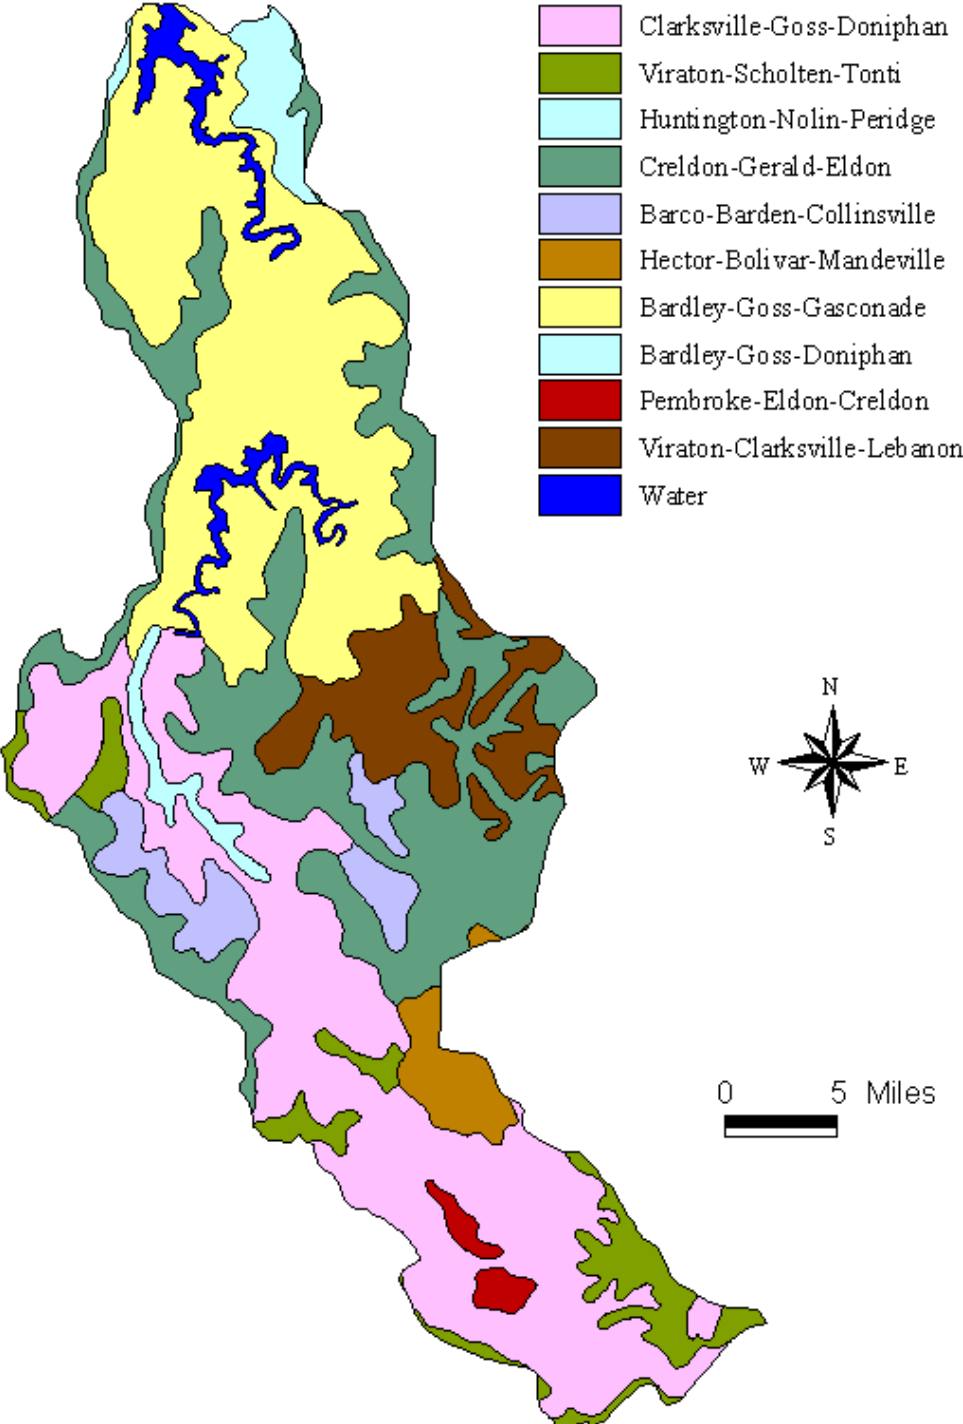 Clarksville-Goss-Doniphan
Viraton-Scholten-Tonti
Huntington-Nolin-Peridge
Creldon-Gerald-Eldon
Barco-Barden-Collinsville
Hector-Bolivar-Mandeville
Bardley-Goss-Gasconade
Bardley-Goss-Doniphan
Pembroke-Eldon-Creldon
Viraton-Clarksville-Lebanon
Water
N
W E
S
0 5 Miles